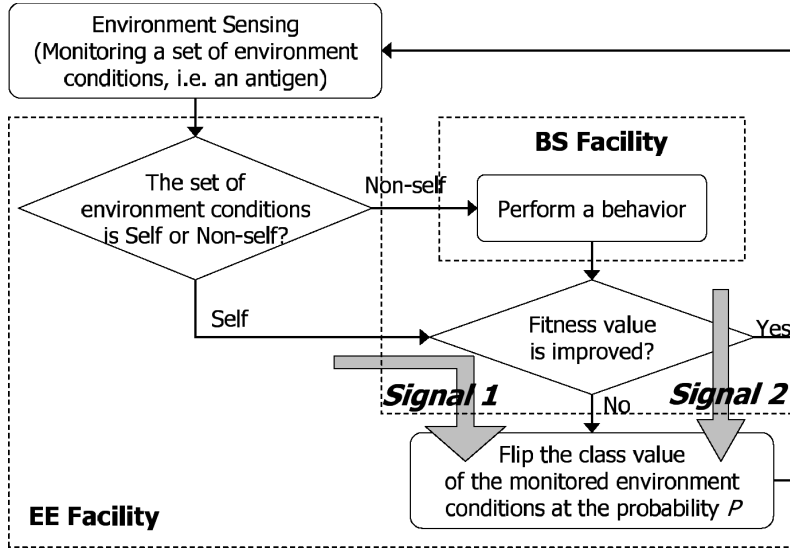 Environment Sensing
(Monitoring a set of environment
conditions, i.e. an antigen)
BS Facility
The set of
environment conditions
is Self or Non-self?
Non-self
Perform a behavior
Self
Fitness value
is improved?
Yes
Signal 1
Signal 2
No
Flip the class value
of the monitored environment
conditions at the probability P
EE Facility